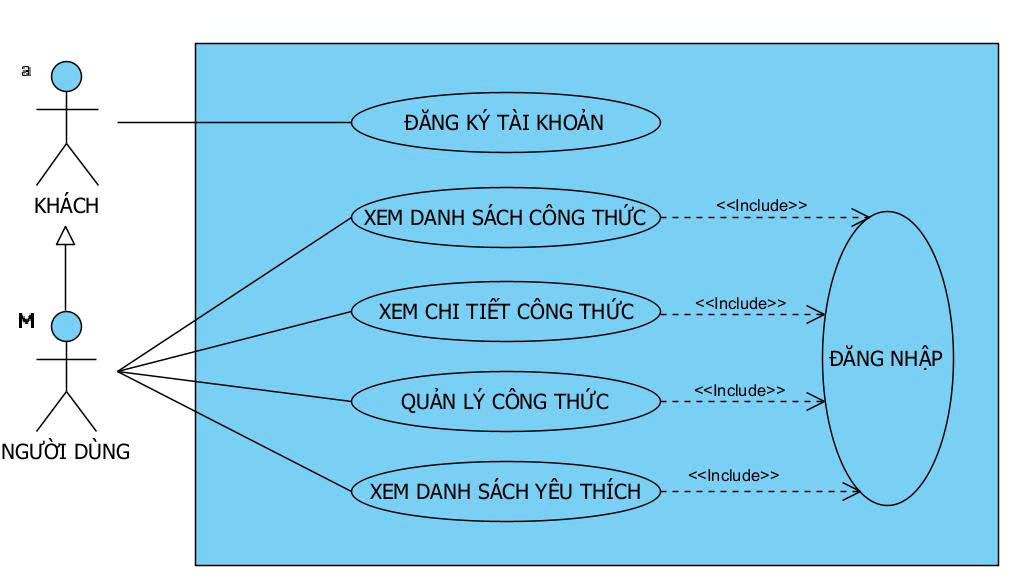 a
ĐĂNG KÝ TÀI KHOẢN
KHÁCH
XEM DANH SÁCH CÔNG THỨC
<<Include>>
XEM CHI TIẾT CÔNG THỨC
<<Include>>
M
ĐĂNG NHẬP
QUẢN LÝ CÔNG THỨC
<<Include>>
NGƯỜI DÙNG
XEM DANH SÁCH YÊU THÍCH
<<Include>>